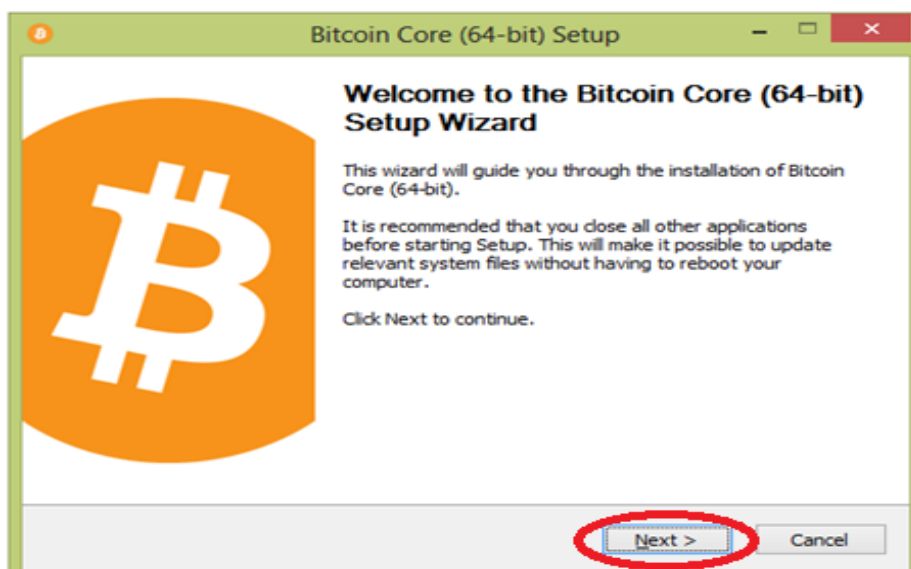 Bitcoin Core (64-bit) Setup
Welcome to the Bitcoin Core (64-bit)
Setup Wizard
This wizard will guide you through the installation of Bitcoin
Core (64-bit).
It is recommended that you close all other applications
before starting Setup. This will make it possible to update
relevant system files without having to reboot your
computer.
Click Next to continue.
Next >
Cancel